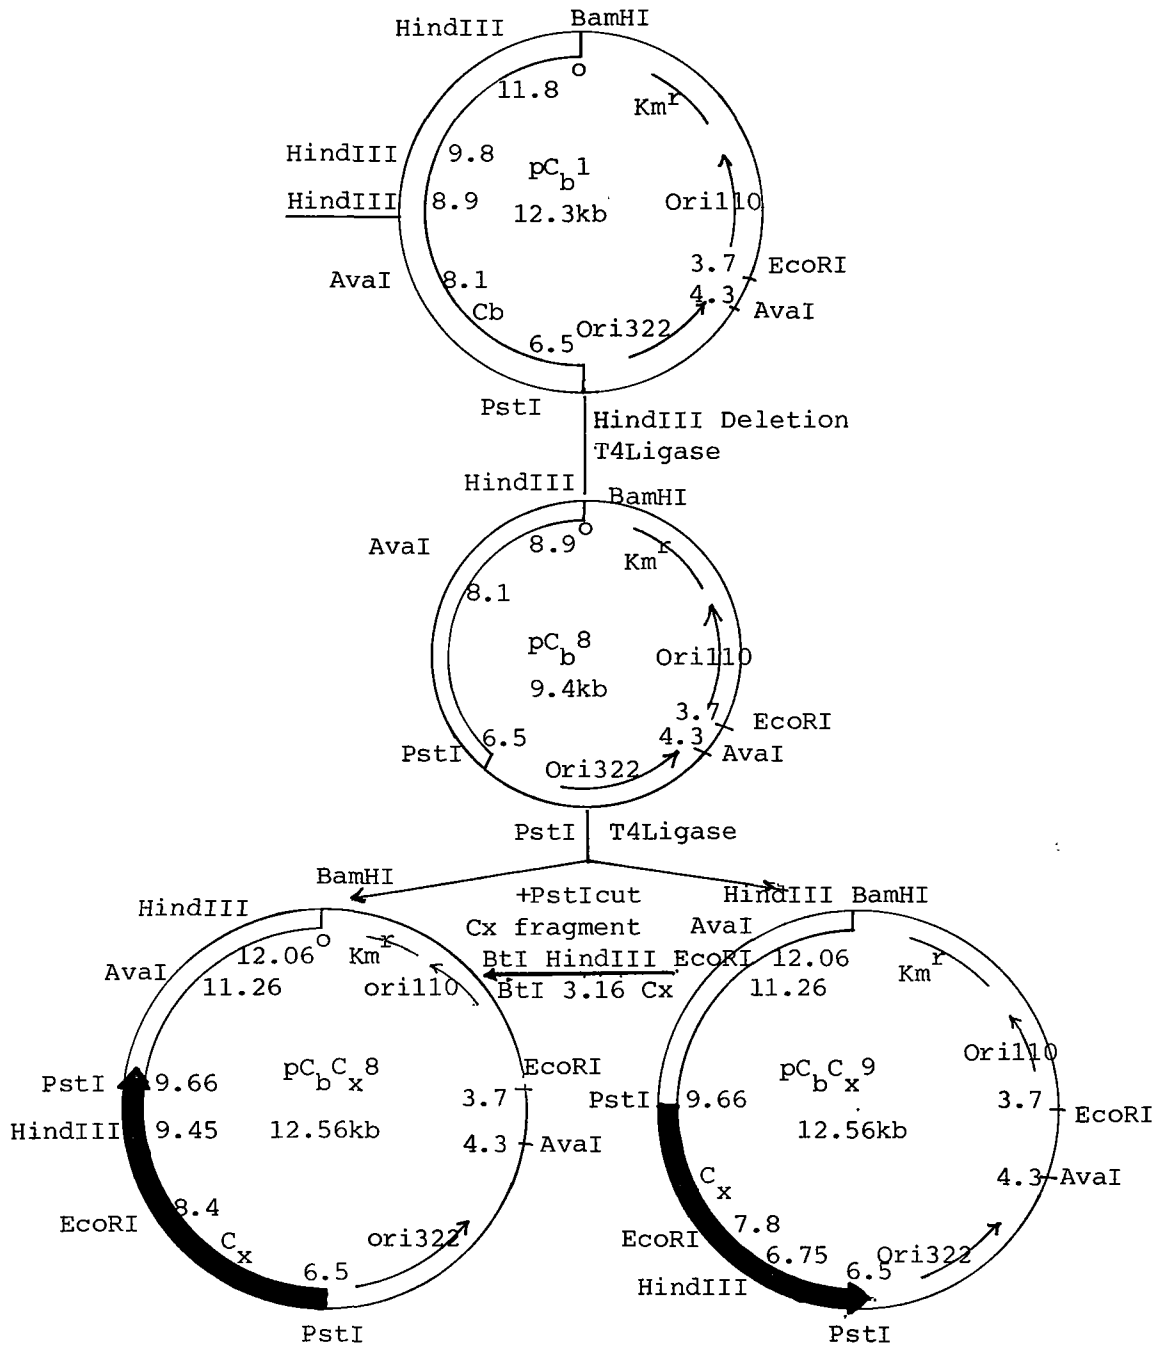 HindIII
BamHI
o
11.8
Km^r
HindIII
9.8
pC_b1
HindIII
8.9
12.3kb
Ori110
AvaI
8.1
3.7
EcoRI
4.3
AvaI
Cb
6.5
Ori322
PstI
HindIII Deletion
T4Ligase
HindIII
BamHI
o
AvaI
8.9
Km^r
8.1
pC_b8
Ori110
9.4kb
3.7
EcoRI
PstI
6.5
4.3
AvaI
Ori322
PstI
T4Ligase
BamHI
+PstIcut
Cx fragment
HindIII
BtI HindIII EcoRI
BtI 3.16 Cx
o
12.06
Km^r
AvaI
11.26
ori110
EcoRI
PstI
9.66
pC_bC_x8
3.7
HindIII
9.45
12.56kb
4.3
AvaI
8.4
EcoRI
C_x
ori322
6.5
PstI
HindIII
BamHI
AvaI
12.06
Km^r
11.26
Ori110
PstI
9.66
pC_bC_x9
3.7
EcoRI
12.56kb
4.3
AvaI
C_x
7.8
EcoRI
6.75
Ori322
HindIII
6.5
PstI